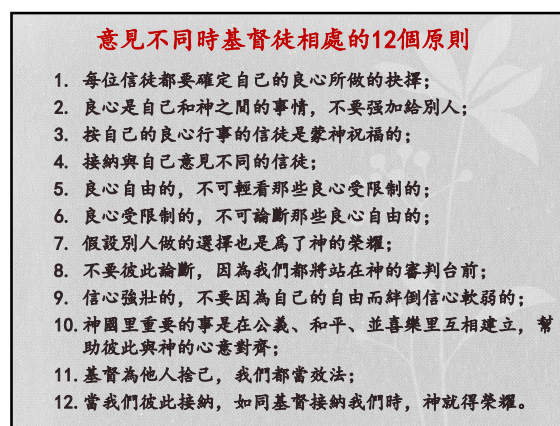 意見不同時基督徒相處的12個原則
1. 每位信徒都要確定自己的良心所做的抉擇;
2. 良心是自己和神之間的事情, 不要强加給別人;
3. 按自己的良心行事的信徒是蒙神祝福的;
4. 接納與自己意見不同的信徒;
5. 良心自由的, 不可輕看那些良心受限制的;
6. 良心受限制的, 不可論斷那些良心自由的;
7. 假設別人做的選擇也是爲了神的榮耀;
8. 不要彼此論斷, 因為我們都將站在神的審判台前;
9. 信心強壯的, 不要因為自己的自由而絆倒信心軟弱的;
10. 神國里重要的事是在公義、和平、並喜樂里互相建立, 幫
助彼此與神的心意對齊;
11. 基督為他人捨己, 我們都當效法;
12. 當我們彼此接納, 如同基督接納我們時, 神就得榮耀。